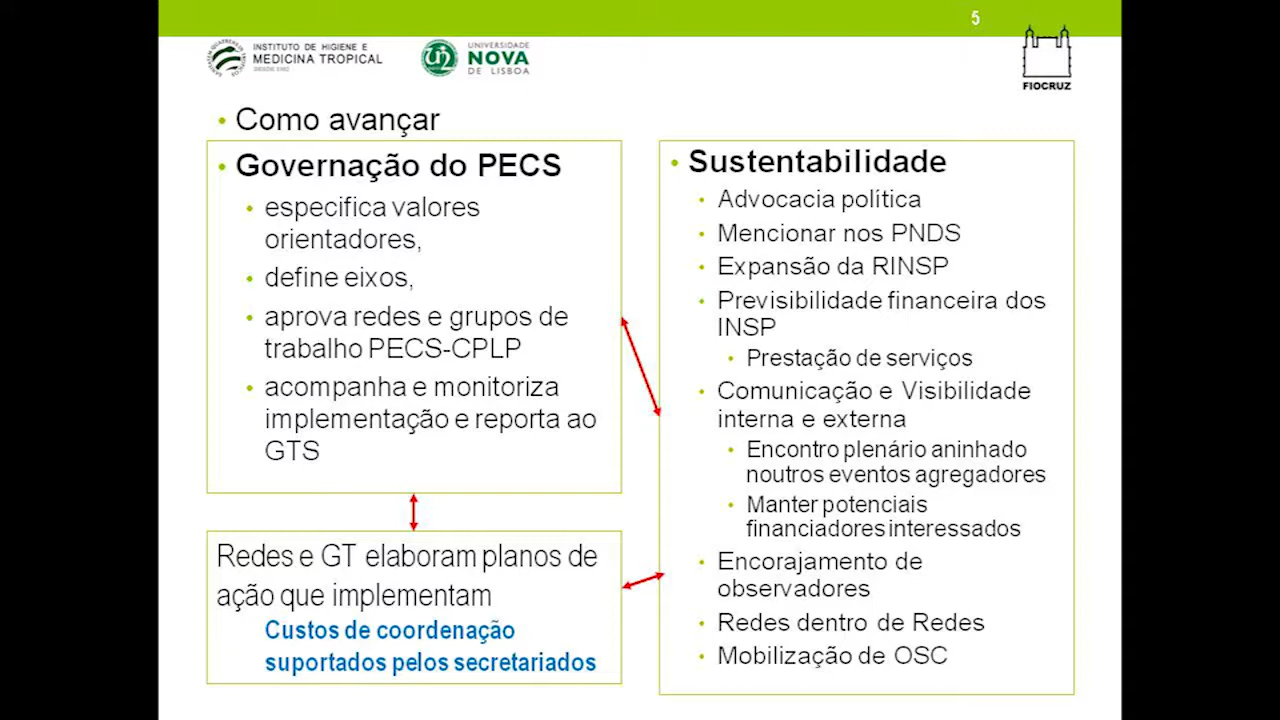 5
INSTITUTO DE HIGIENE E
MEDICINA TROPICAL
DESDE 1902
UNIVERSIDADE
NOVA
DE LISBOA
FIOCRUZ
• Como avançar
• Governação do PECS
• especifica valores
orientadores,
• define eixos,
• aprova redes e grupos de
trabalho PECS-CPLP
• acompanha e monitoriza
implementação e reporta ao
GTS
Redes e GT elaboram planos de
ação que implementam
Custos de coordenação
suportados pelos secretariados
• Sustentabilidade
• Advocacia política
• Mencionar nos PNDS
• Expansão da RINSP
• Previsibilidade financeira dos
INSP
• Prestação de serviços
• Comunicação e Visibilidade
interna e externa
• Encontro plenário aninhado
noutros eventos agregadores
• Manter potenciais
financiadores interessados
• Encorajamento de
observadores
• Redes dentro de Redes
• Mobilização de OSC